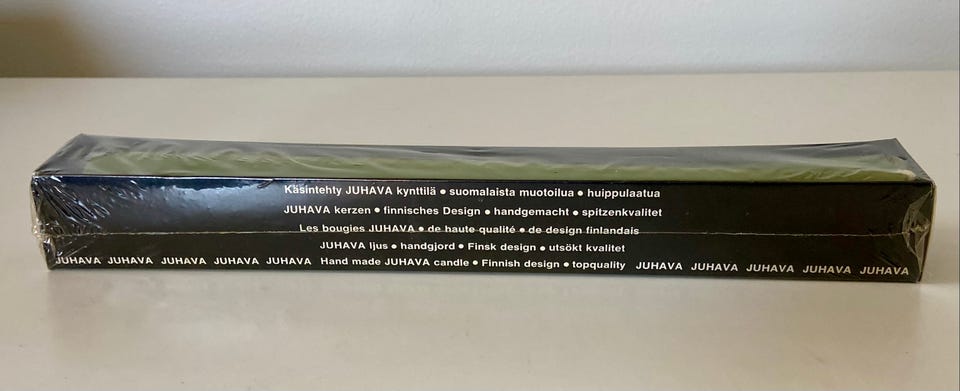 Käsintehty JUHAVA kynttilä ● suomalaista muotoilua ● huippulaatua
JUHAVA kerzen ● finnisches Design ● handgemacht ● spitzenkvalitet
Les bougies JUHAVA ● de haute qualité ● de design finlandais
JUHAVA ljus ● handgjord ● Finsk design ● utsökt kvalitet
JUHAVA JUHAVA JUHAVA JUHAVA JUHAVA Hand made JUHAVA candle ● Finnish design ● topquality JUHAVA JUHAVA JUHAVA JUHAVA JUHAVA